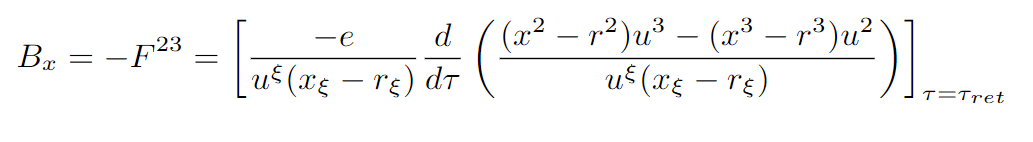 $B_x = -F^{23} = \left[ \frac{-e}{u^{\xi}(x_{\xi} - r_{\xi})} \frac{d}{d\tau} \left( \frac{(x^2 - r^2)u^3 - (x^3 - r^3)u^2}{u^{\xi}(x_{\xi} - r_{\xi})} \right) \right]_{\tau=\tau_{ret}}$